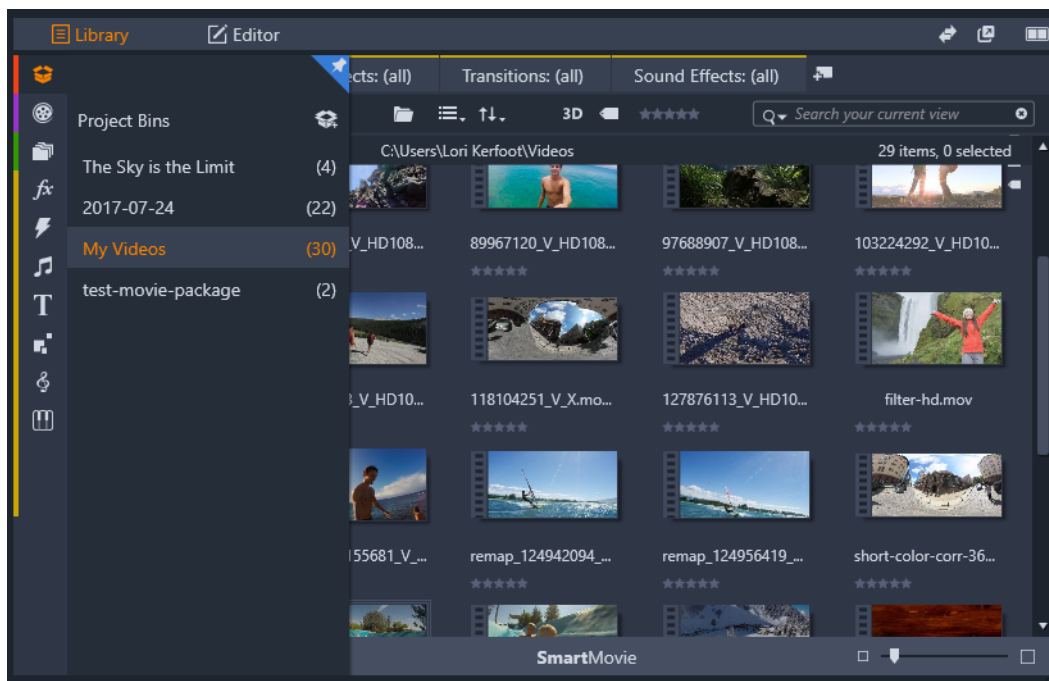 Library Editor
ects: (all) Transitions: (all) Sound Effects: (all)
Project Bins
The Sky is the Limit (4)
2017-07-24 (22)
My Videos (30)
test-movie-package (2)
fx
T
3D
Search your current view
C:\Users\Lori Kerfoot\Videos 29 items, 0 selected
_V_HD108... 89967120_V_HD108... 97688907_V_HD108... 103224292_V_HD10...
_V_HD10... 118104251_V_X.mo... 127876113_V_HD10... filter-hd.mov
155681_V_... remap_124942094_... remap_124956419_... short-color-corr-36...
SmartMovie